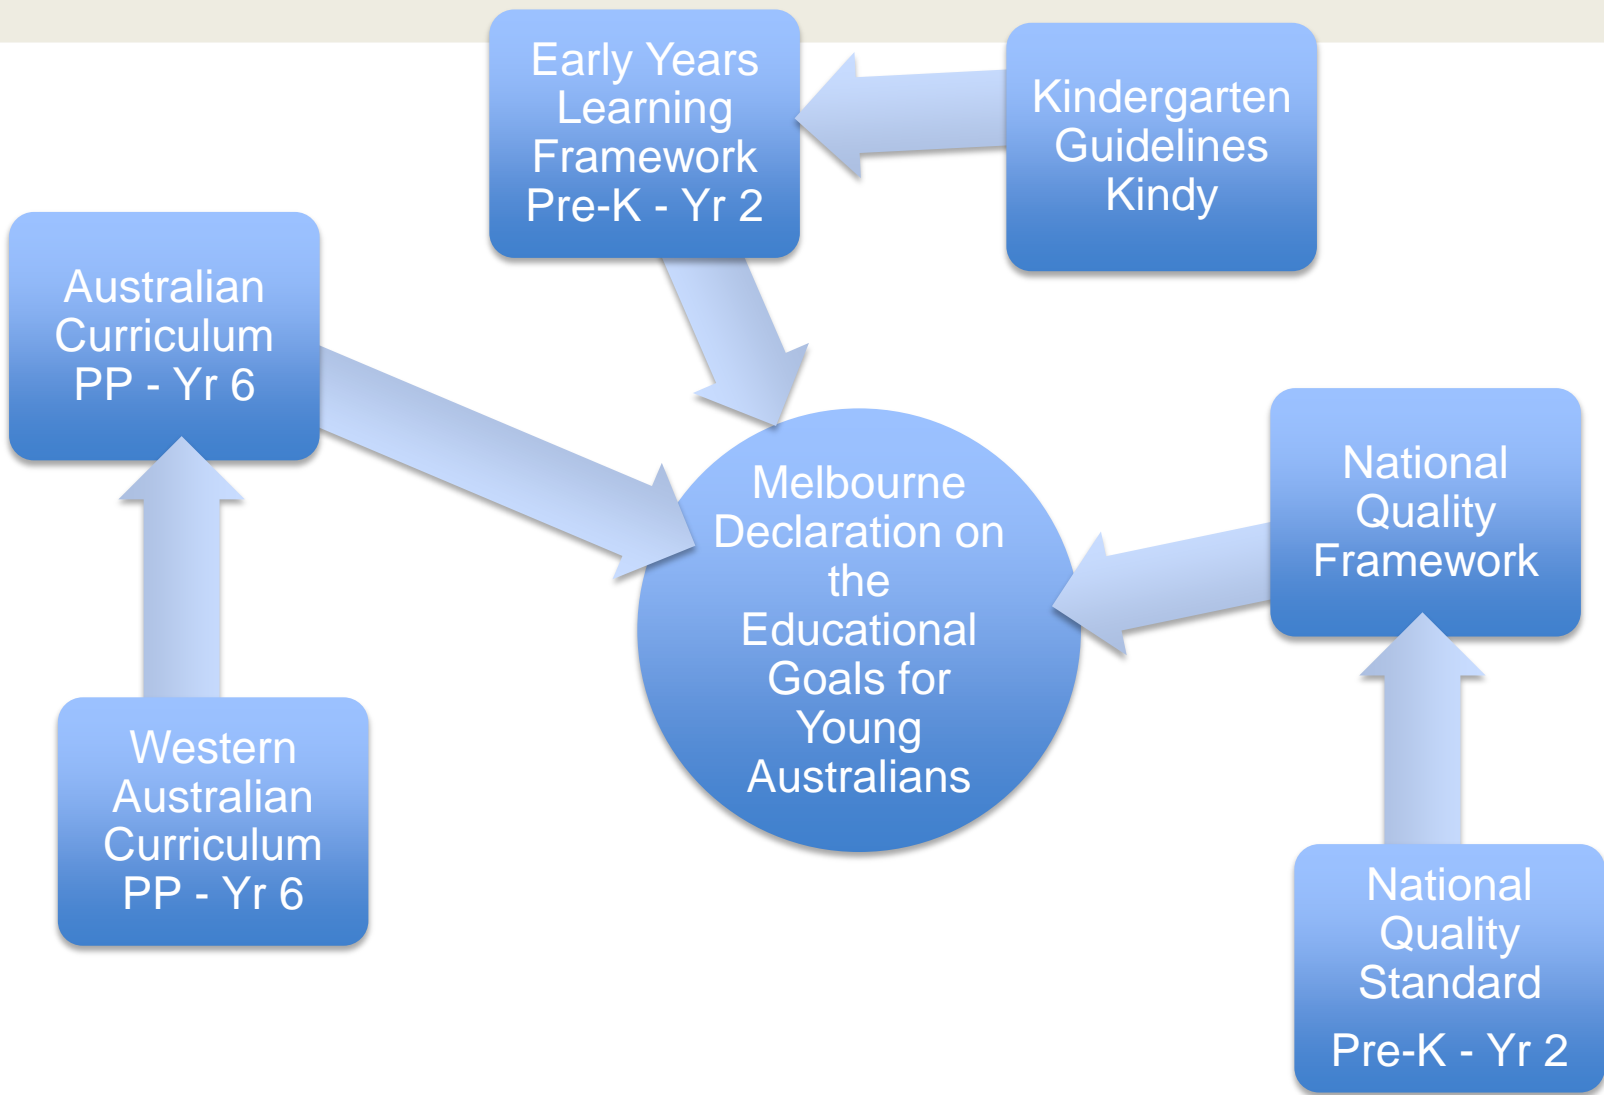 Early Years
Learning
Framework
Pre-K - Yr 2
Kindergarten
Guidelines
Kindy
Australian
Curriculum
PP - Yr 6
Melbourne
Declaration on
the
Educational
Goals for
Young
Australians
National
Quality
Framework
Western
Australian
Curriculum
PP - Yr 6
National
Quality
Standard
Pre-K - Yr 2